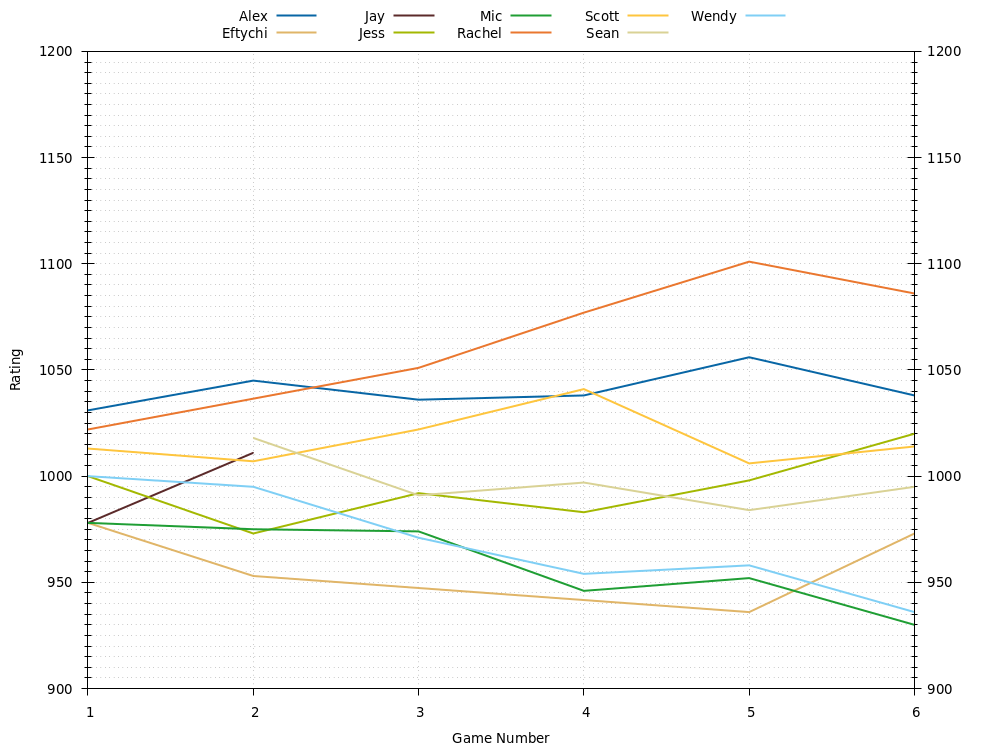 Alex Jay Mic Scott Wendy
Eftychi Jess Rachel Sean
1200 1200
1150 1150
1100 1100
1050 1050
1000 1000
950 950
900 900
Rating
1 2 3 4 5 6
Game Number